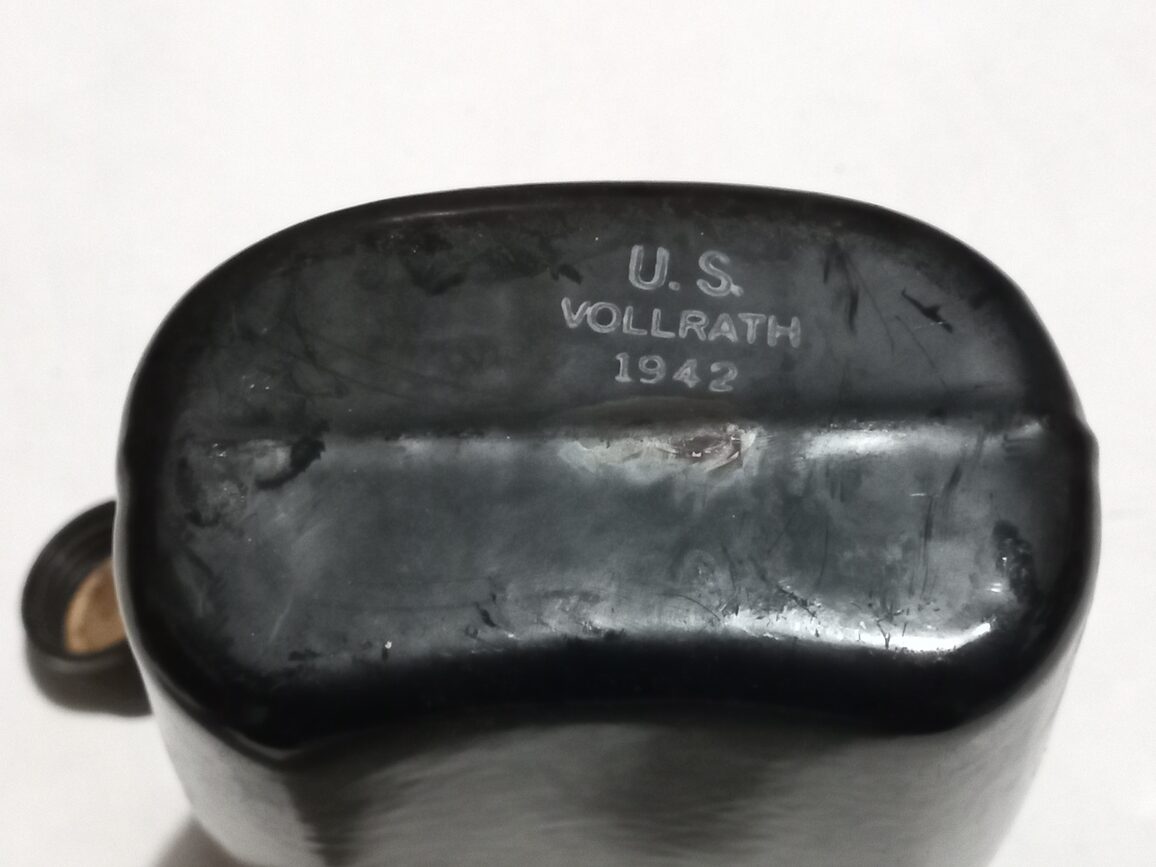 U. S.
VOLLRATH
1942